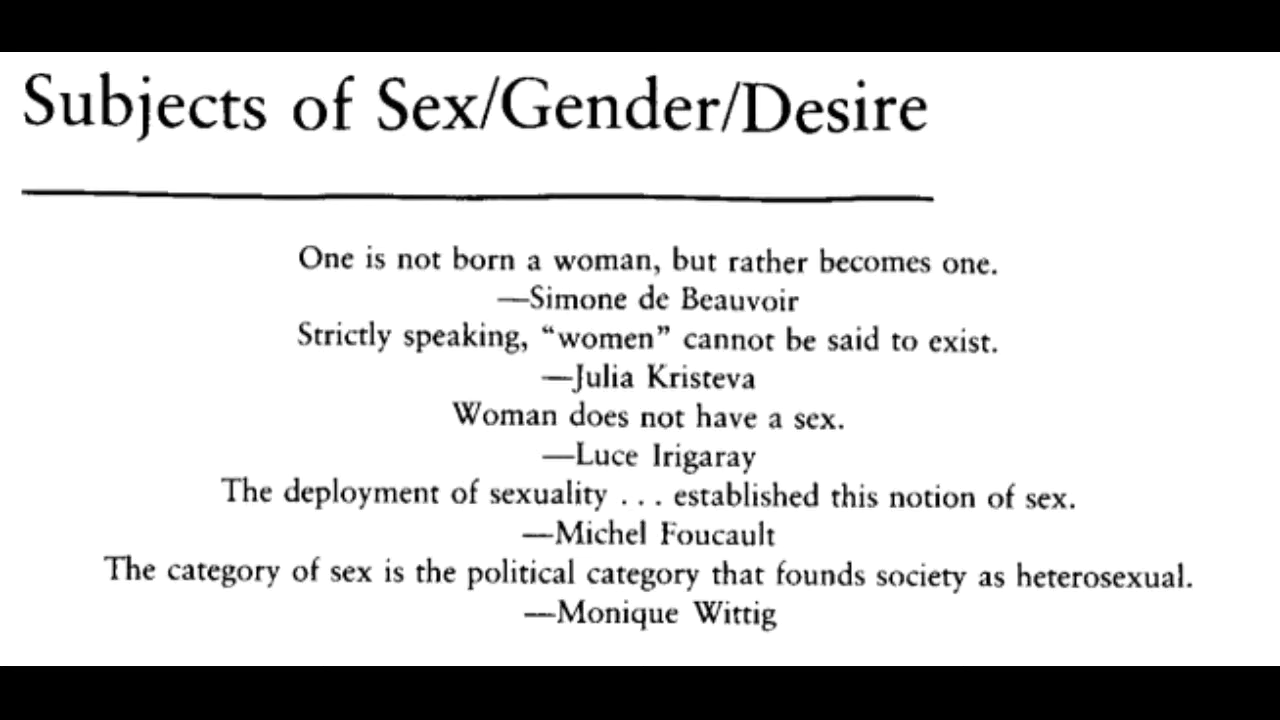 Subjects of Sex/Gender/Desire
One is not born a woman, but rather becomes one.
—Simone de Beauvoir
Strictly speaking, “women” cannot be said to exist.
—Julia Kristeva
Woman does not have a sex.
—Luce Irigaray
The deployment of sexuality . . . established this notion of sex.
—Michel Foucault
The category of sex is the political category that founds society as heterosexual.
—Monique Wittig